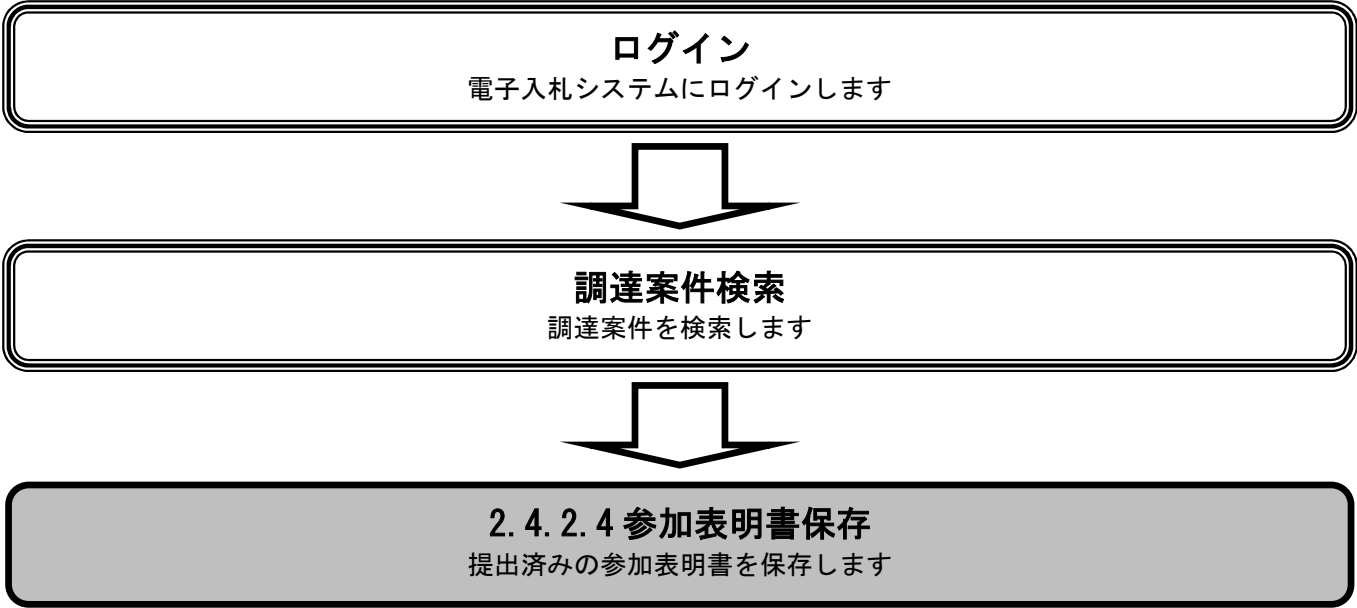 ログイン
電子入札システムにログインします
調達案件検索
調達案件を検索します
2.4.2.4 参加表明書保存
提出済みの参加表明書を保存します